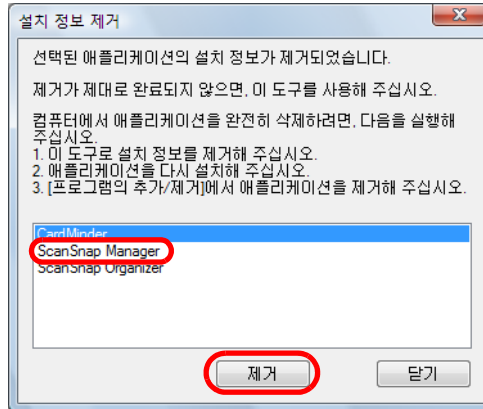 설치 정보 제거
선택된 애플리케이션의 설치 정보가 제거되었습니다.
제거가 제대로 완료되지 않으면, 이 도구를 사용해 주십시오.
컴퓨터에서 애플리케이션을 완전히 삭제하려면, 다음을 실행해
주십시오.
1. 이 도구로 설치 정보를 제거해 주십시오.
2. 애플리케이션을 다시 설치해 주십시오.
3. [프로그램의 추가/제거]에서 애플리케이션을 제거해 주십시오.
CardMinder
ScanSnap Manager
ScanSnap Organizer
제거
닫기